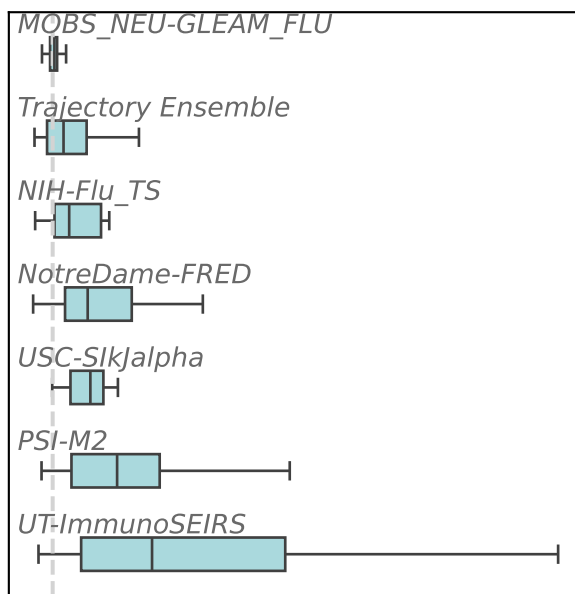 MOBS_NEU-GLEAM_FLU
Trajectory Ensemble
NIH-Flu_TS
NotreDame-FRED
USC-SIkJalpha
PSI-M2
UT-ImmunoSEIRS